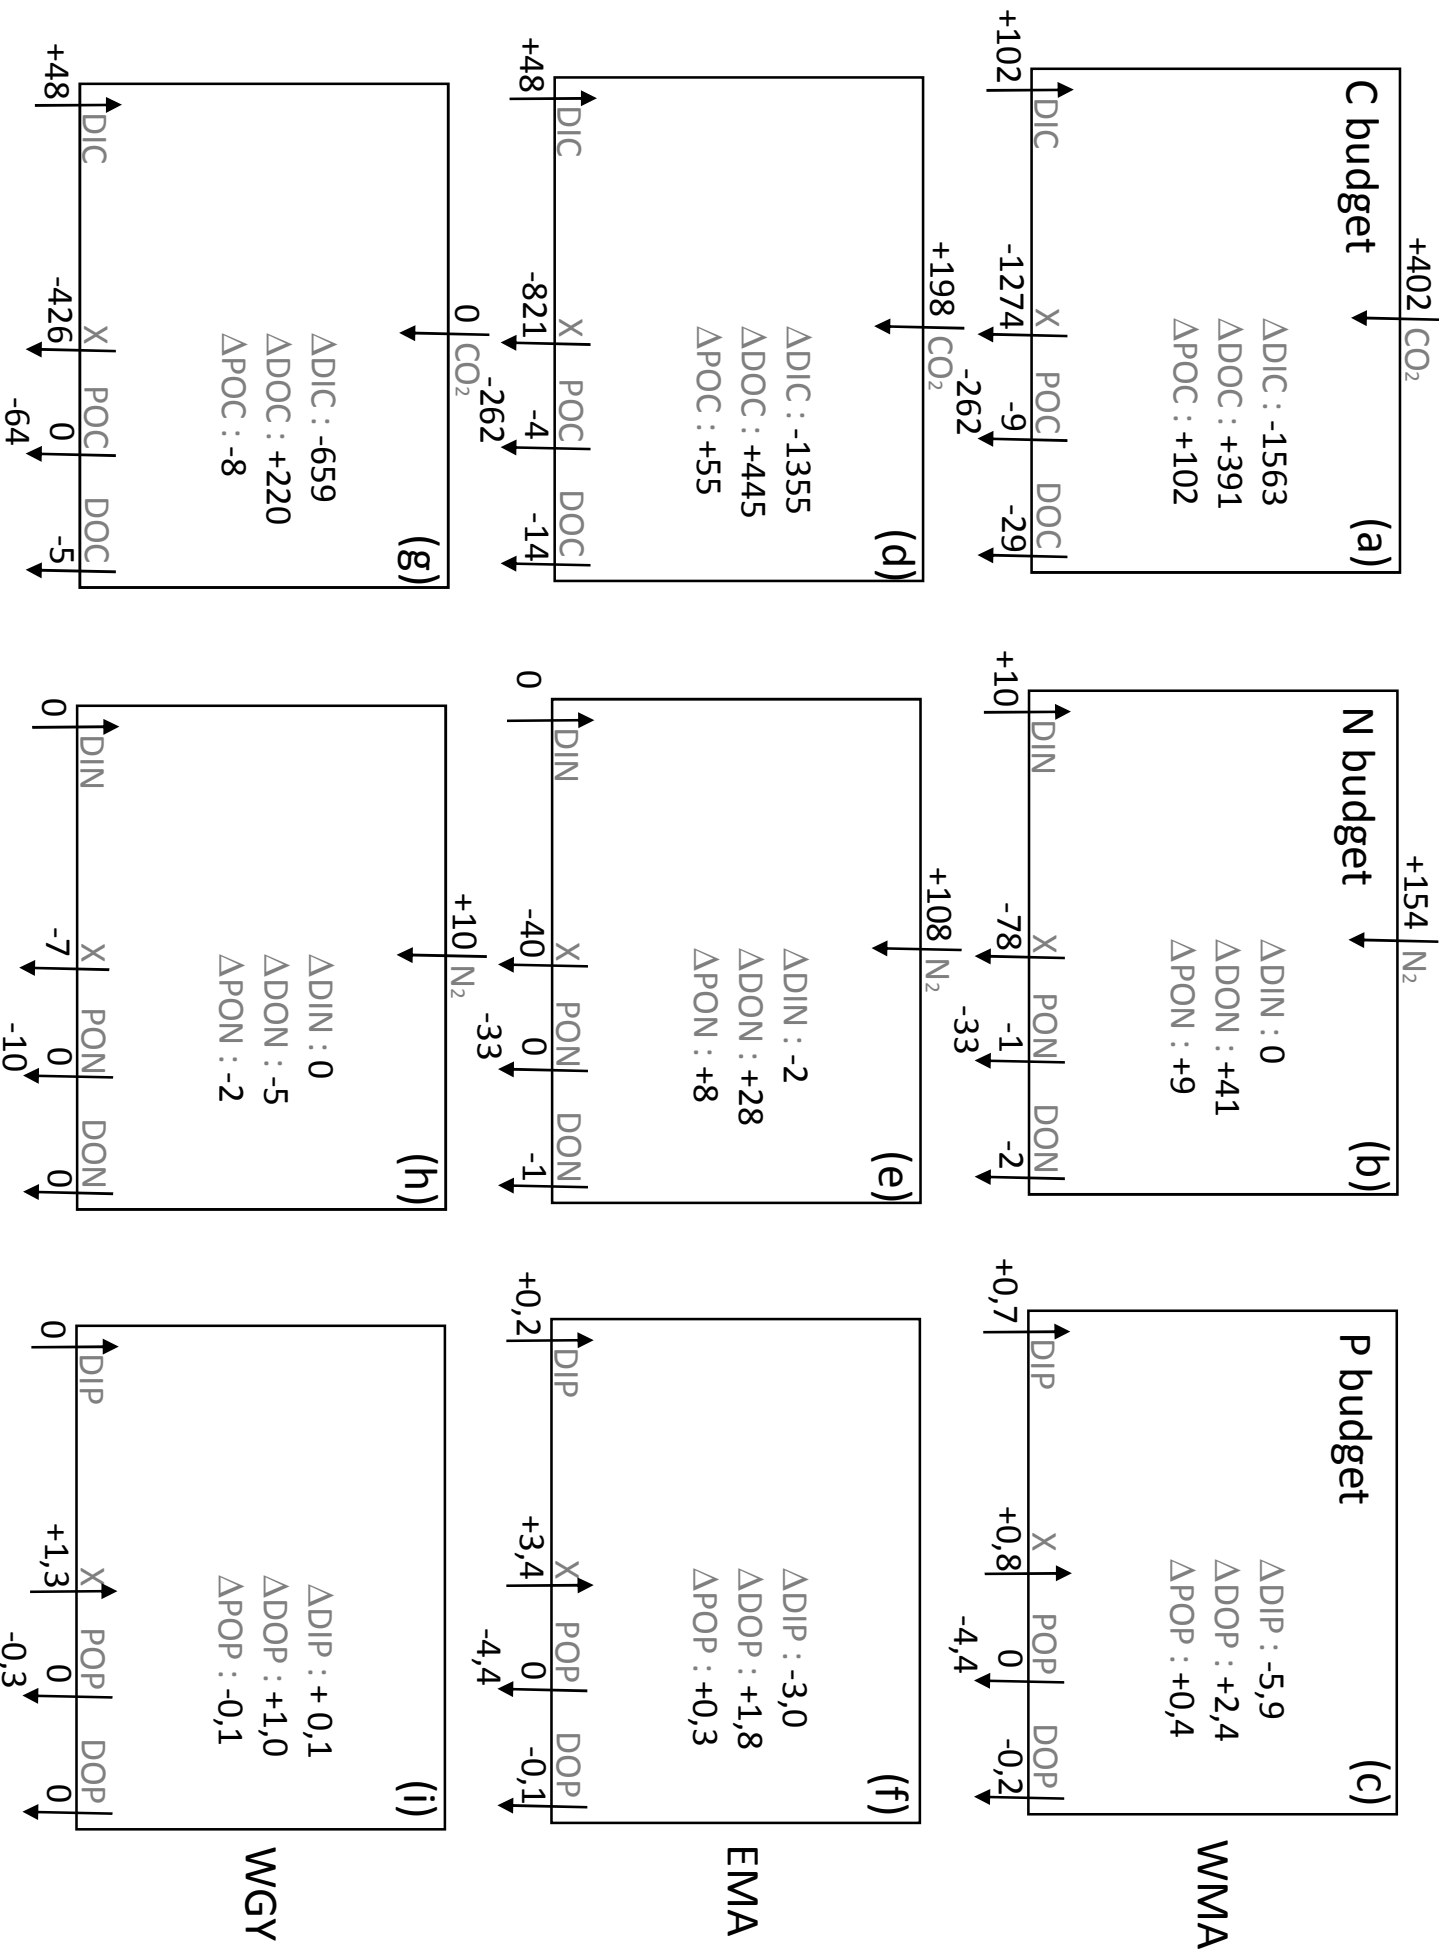 C budget
(a)
+402
CO₂
ΔDIC : -1563
ΔDOC : +391
ΔPOC : +102
+102
DIC
-1274
X
-9
POC
-262
-29
DOC
N budget
(b)
+154
N₂
ΔDIN : 0
ΔDON : +41
ΔPON : +9
+10
DIN
-78
X
-1
PON
-33
-2
DON
P budget
(c)
ΔDIP : -5,9
ΔDOP : +2,4
ΔPOP : +0,4
+0,7
DIP
+0,8
X
0
POP
-4,4
-0,2
DOP
WMA
(d)
+198
CO₂
ΔDIC : -1355
ΔDOC : +445
ΔPOC : +55
+48
DIC
-821
X
-4
POC
-262
-14
DOC
(e)
+108
N₂
ΔDIN : -2
ΔDON : +28
ΔPON : +8
0
DIN
-40
X
0
PON
-33
-1
DON
(f)
ΔDIP : -3,0
ΔDOP : +1,8
ΔPOP : +0,3
+0,2
DIP
+3,4
X
0
POP
-4,4
-0,1
DOP
EMA
(g)
0
CO₂
ΔDIC : -659
ΔDOC : +220
ΔPOC : -8
+48
DIC
-426
X
0
POC
-64
-5
DOC
(h)
+10
N₂
ΔDIN : 0
ΔDON : -5
ΔPON : -2
0
DIN
-7
X
0
PON
-10
0
DON
(i)
ΔDIP : + 0,1
ΔDOP : +1,0
ΔPOP : -0,1
0
DIP
+1,3
X
0
POP
-0,3
0
DOP
WGY